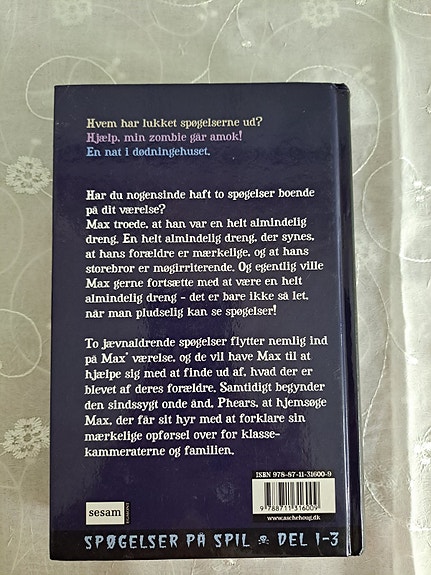 Hvem har lukket spøgelserne ud?
Hjælp, min zombie går amok!
En nat i dødningehuset.
Har du nogensinde haft to spøgelser boende
på dit værelse?
Max troede, at han var en helt almindelig
dreng. En helt almindelig dreng, der synes,
at hans forældre er mærkelige, og at hans
storebror er møgirriterende. Og egentlig ville
Max gerne fortsætte med at være en helt
almindelig dreng - det er bare ikke så let,
når man pludselig kan se spøgelser!
To jævnaldrende spøgelser flytter nemlig ind
på Max' værelse, og de vil have Max til at
hjælpe sig med at finde ud af, hvad der er
blevet af deres forældre. Samtidigt begynder
den sindssygt onde ånd, Phears, at hjemsøge
Max, der får sit hyr med at forklare sin
mærkelige opførsel over for klasse-
kammeraterne og familien.
ISBN 978-87-11-31600-9
9 788711 316009
www.aschehoug.dk
sesam
EGMONT
SPØGELSER PÅ SPIL DEL 1-3